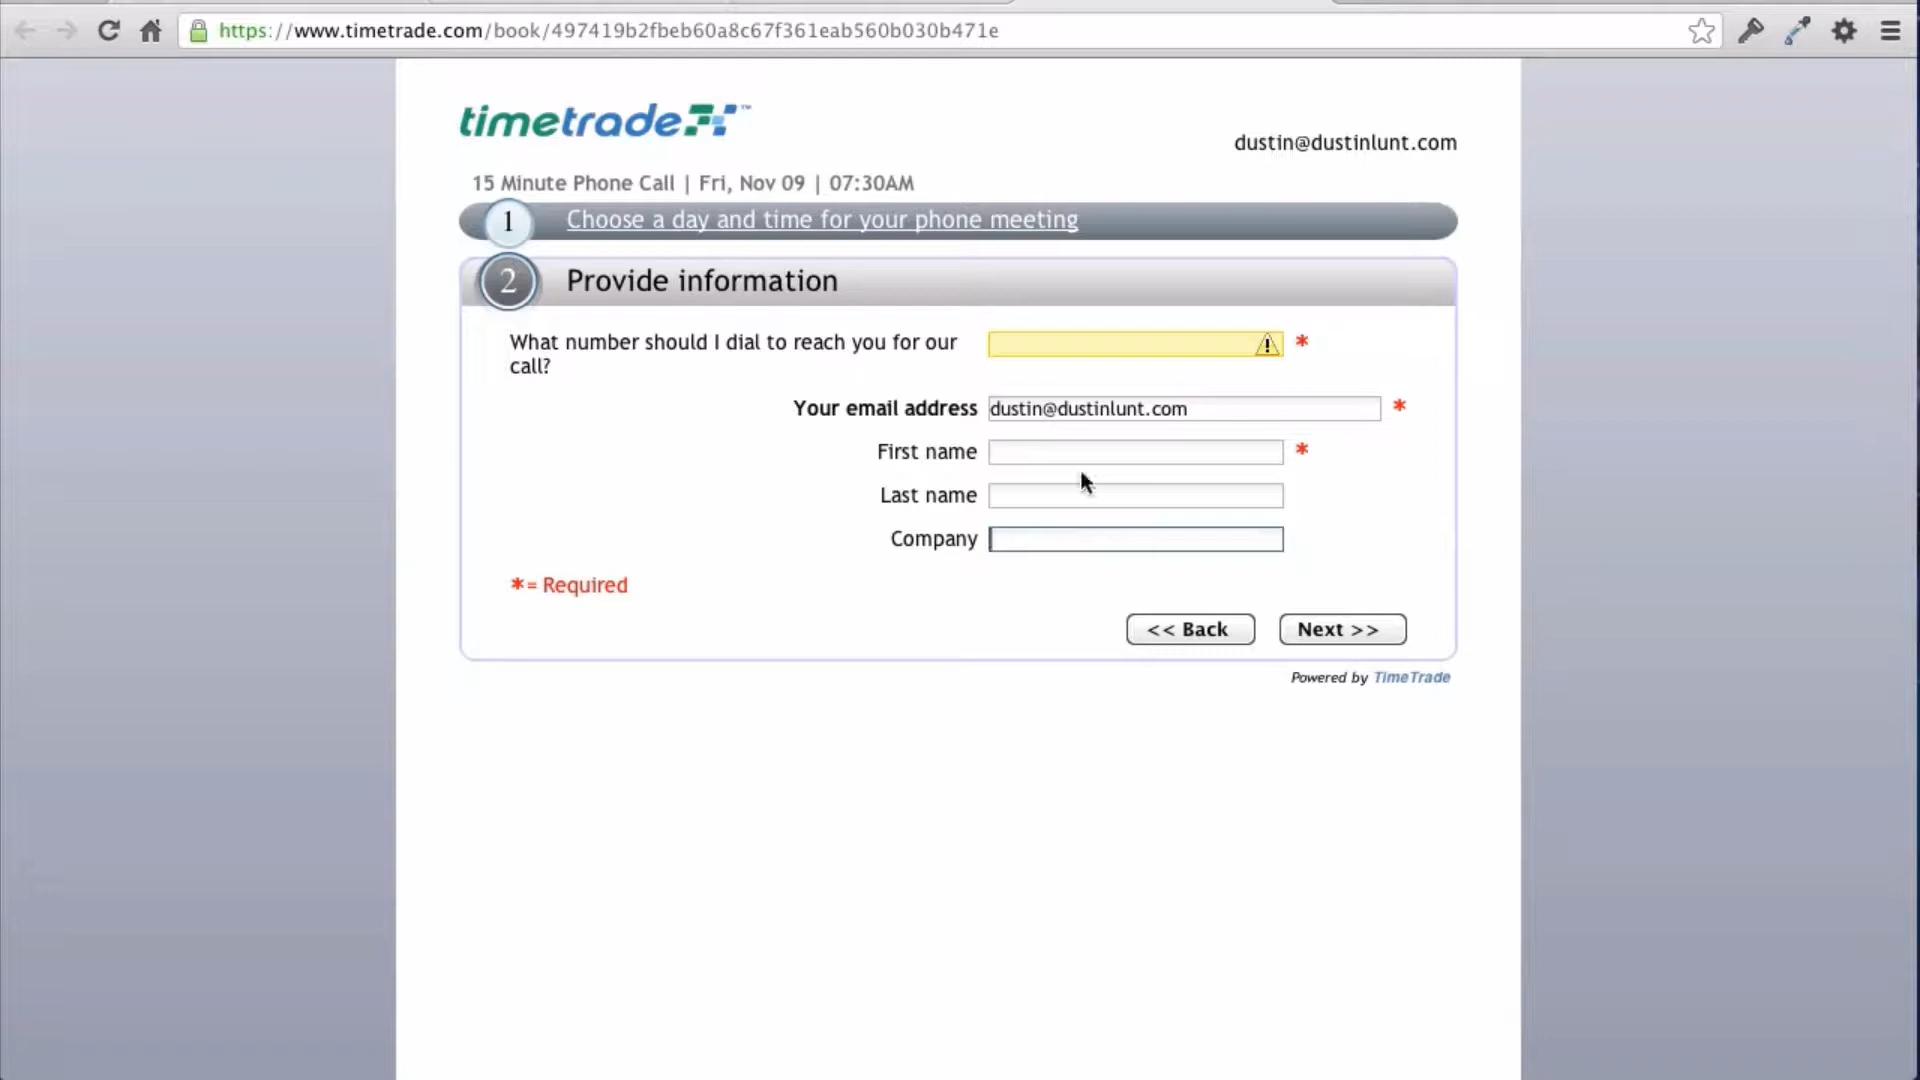 https://www.timetrade.com/book/497419b2fbeb60a8c67f361eab560b030b471e
timetrade™
dustin@dustinlunt.com
15 Minute Phone Call | Fri, Nov 09 | 07:30AM
1 Choose a day and time for your phone meeting
2 Provide information
What number should I dial to reach you for our *
call?
Your email address dustin@dustinlunt.com *
First name *
Last name
Company
*= Required
<< Back Next >>
Powered by TimeTrade